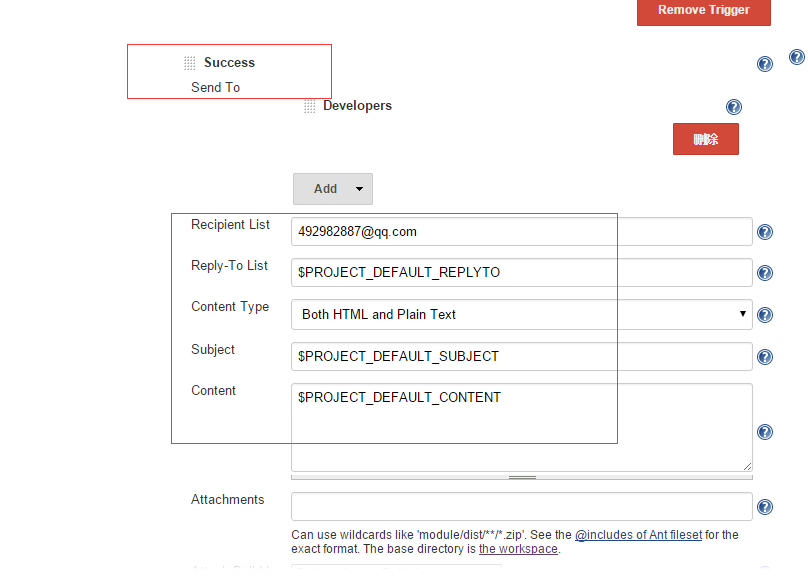 Remove Trigger
Success
Send To
Developers
删除
Add
Recipient List
492982887@qq.com
Reply-To List
$PROJECT_DEFAULT_REPLYTO
Content Type
Both HTML and Plain Text
Subject
$PROJECT_DEFAULT_SUBJECT
Content
$PROJECT_DEFAULT_CONTENT
Attachments
Can use wildcards like 'module/dist/**/*.zip'. See the @includes of Ant fileset for the
exact format. The base directory is the workspace.